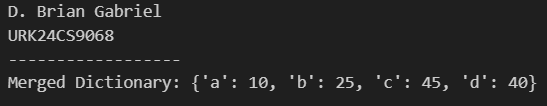 D. Brian Gabriel
URK24CS9068
------------------
Merged Dictionary: {'a': 10, 'b': 25, 'c': 45, 'd': 40}